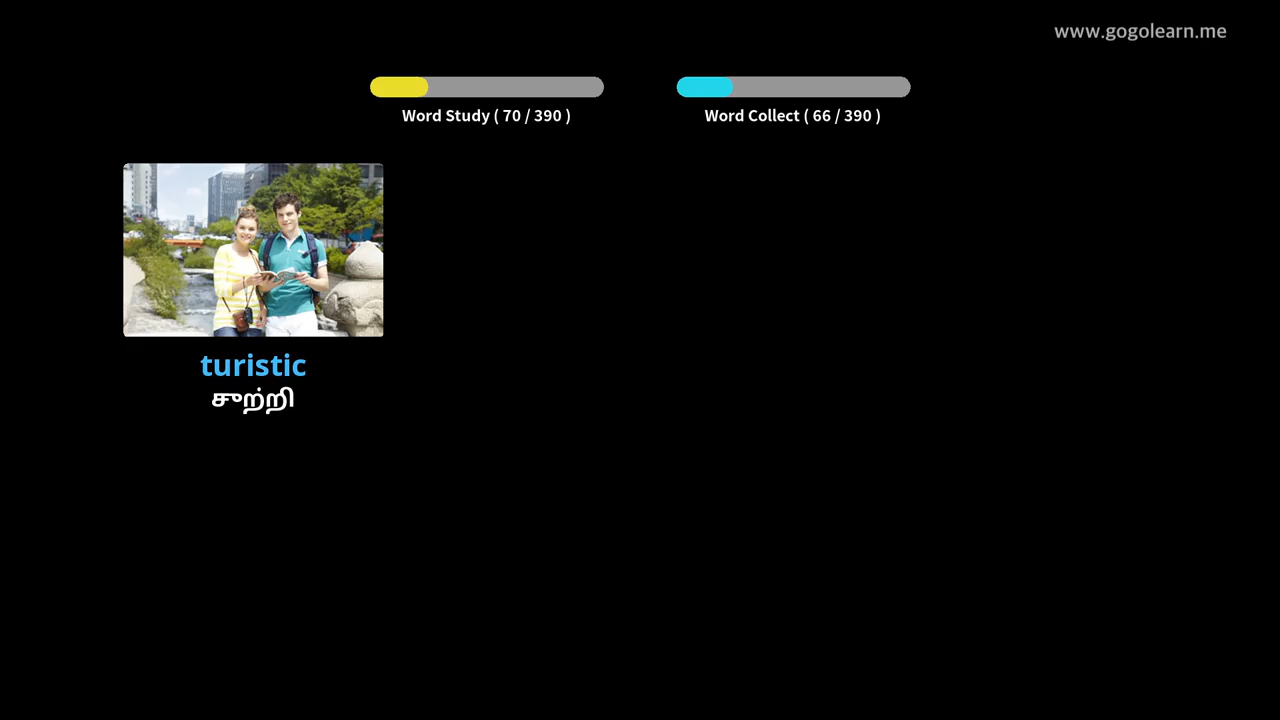 www.gogolearn.me
Word Study ( 70 / 390 )
Word Collect ( 66 / 390 )
turistic
சுற்றி